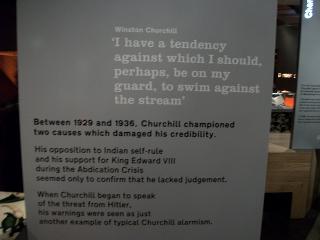 Winston Churchill
'I have a tendency
against which I should,
perhaps, be on my
guard, to swim against
the stream'
Between 1929 and 1936, Churchill championed
two causes which damaged his credibility.
His opposition to Indian self-rule
and his support for King Edward VIII
during the Abdication Crisis
seemed only to confirm that he lacked judgement.
When Churchill began to speak
of the threat from Hitler,
his warnings were seen as just
another example of typical Churchill alarmism.